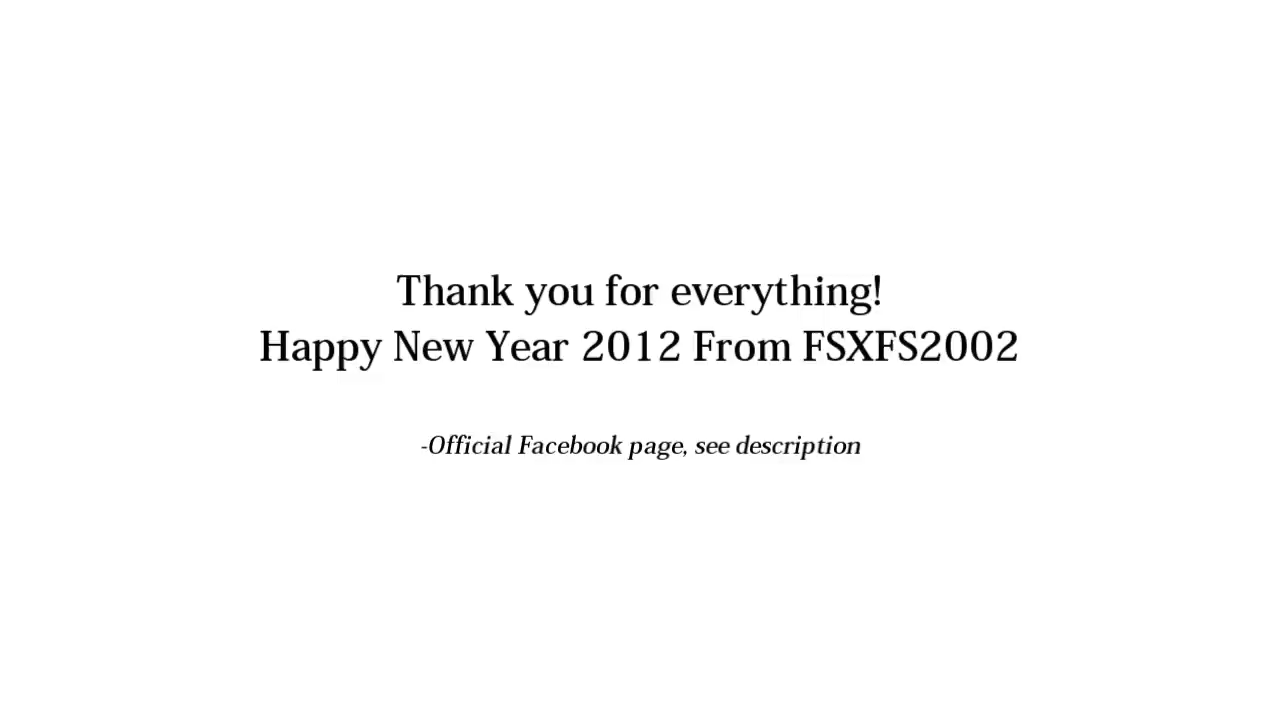 Thank you for everything!
Happy New Year 2012 From FSXFS2002
-Official Facebook page, see description